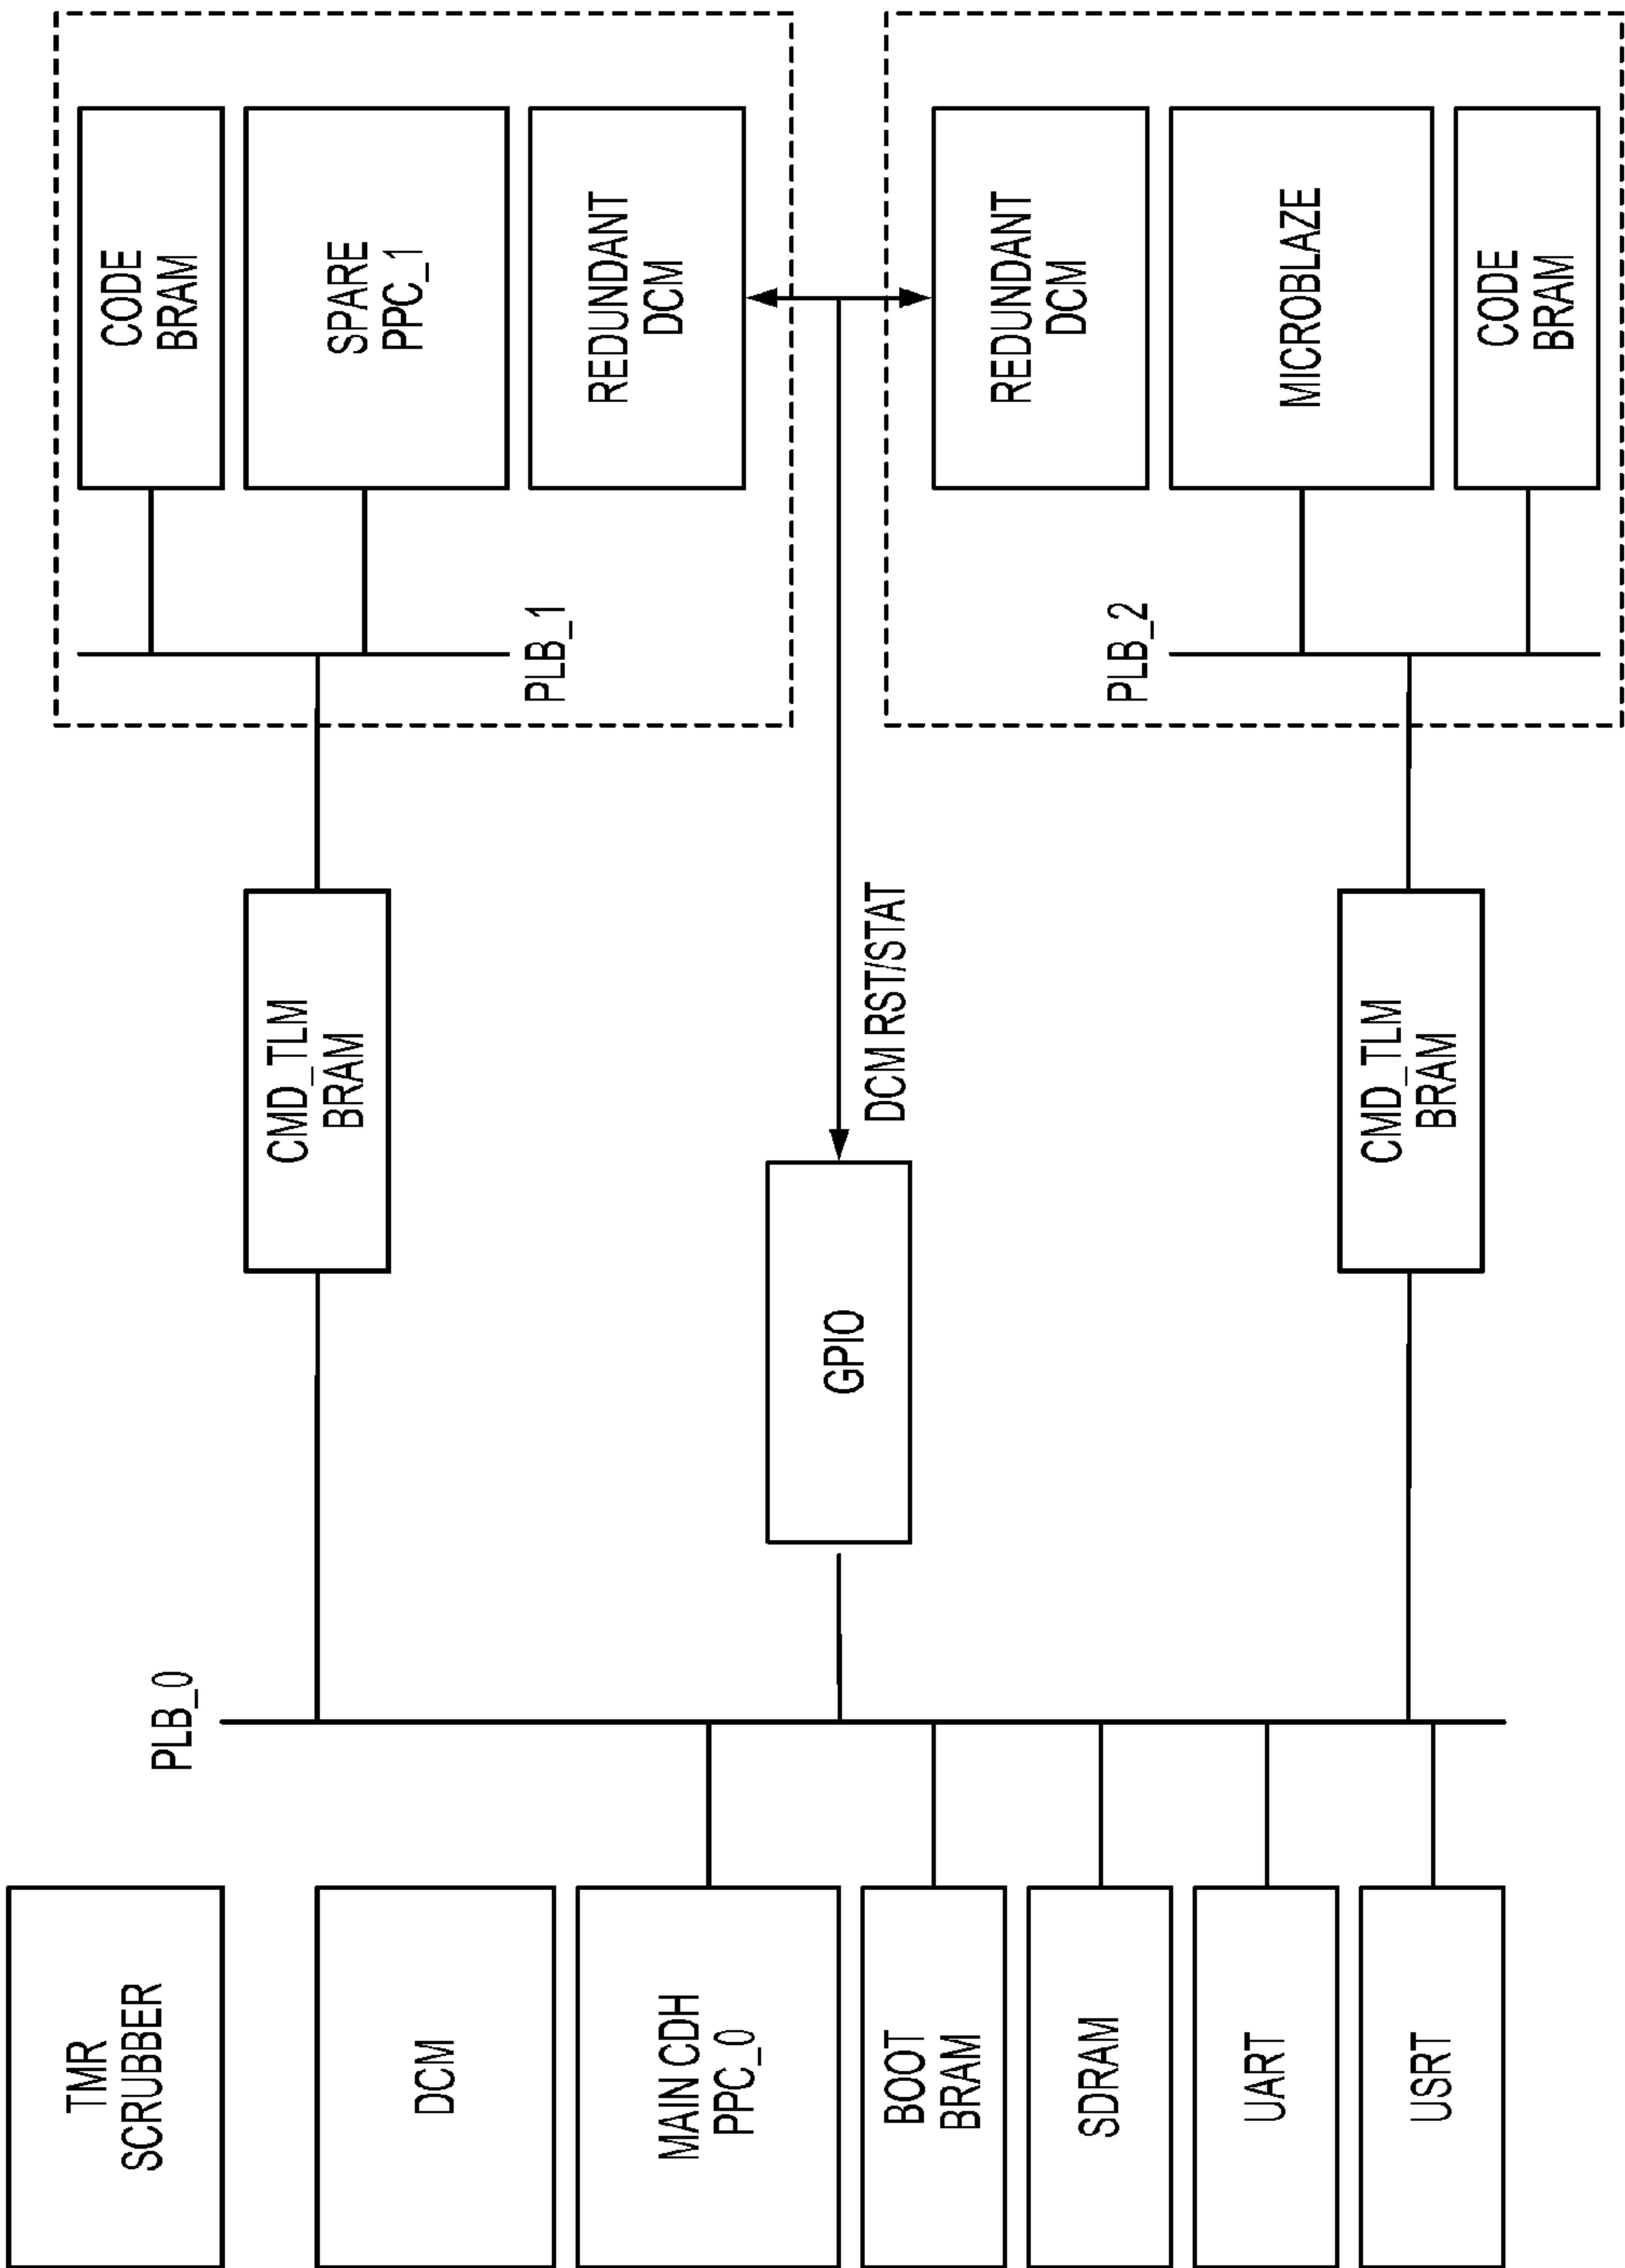 TMR
SCRUBBER
DCM
MAIN CDH
PPC_0
BOOT
BRAM
SDRAM
UART
USRT
PLB_0
CMD_TLM
BRAM
GPIO
CMD_TLM
BRAM
DCM RST/STAT
PLB_1
CODE
BRAM
SPARE
PPC_1
REDUNDANT
DCM
PLB_2
REDUNDANT
DCM
MICROBLAZE
CODE
BRAM